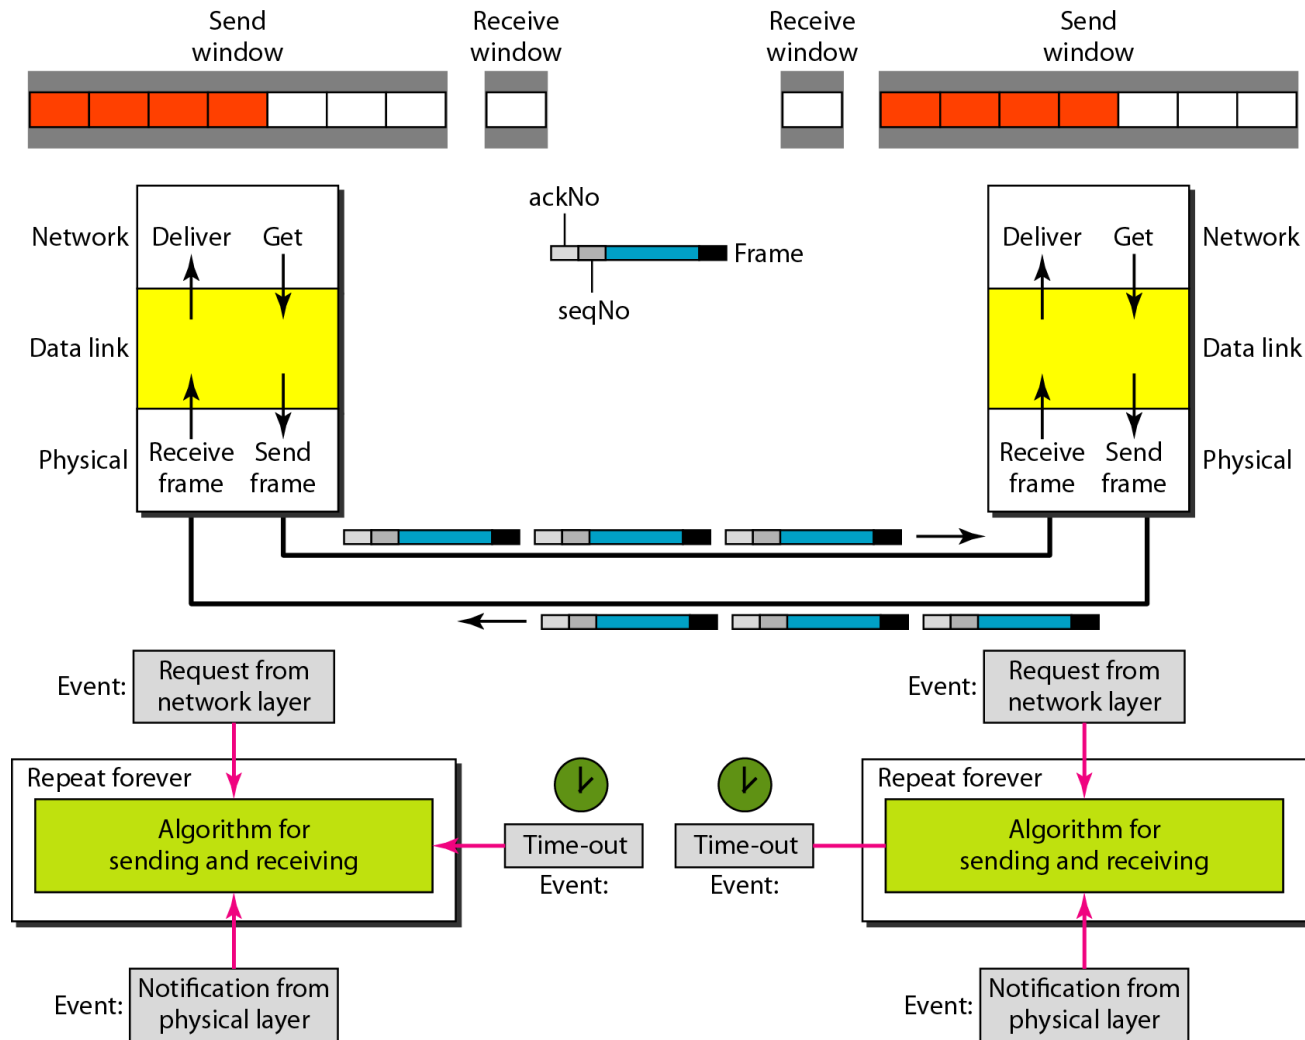 Send
window
Receive
window
Receive
window
Send
window
ackNo
Frame
seqNo
Network
Deliver
Get
Data link
Physical
Receive
frame
Send
frame
Deliver
Get
Network
Data link
Receive
frame
Send
frame
Physical
Event:
Request from
network layer
Event:
Request from
network layer
Repeat forever
Algorithm for
sending and receiving
Time-out
Event:
Time-out
Event:
Repeat forever
Algorithm for
sending and receiving
Event:
Notification from
physical layer
Event:
Notification from
physical layer